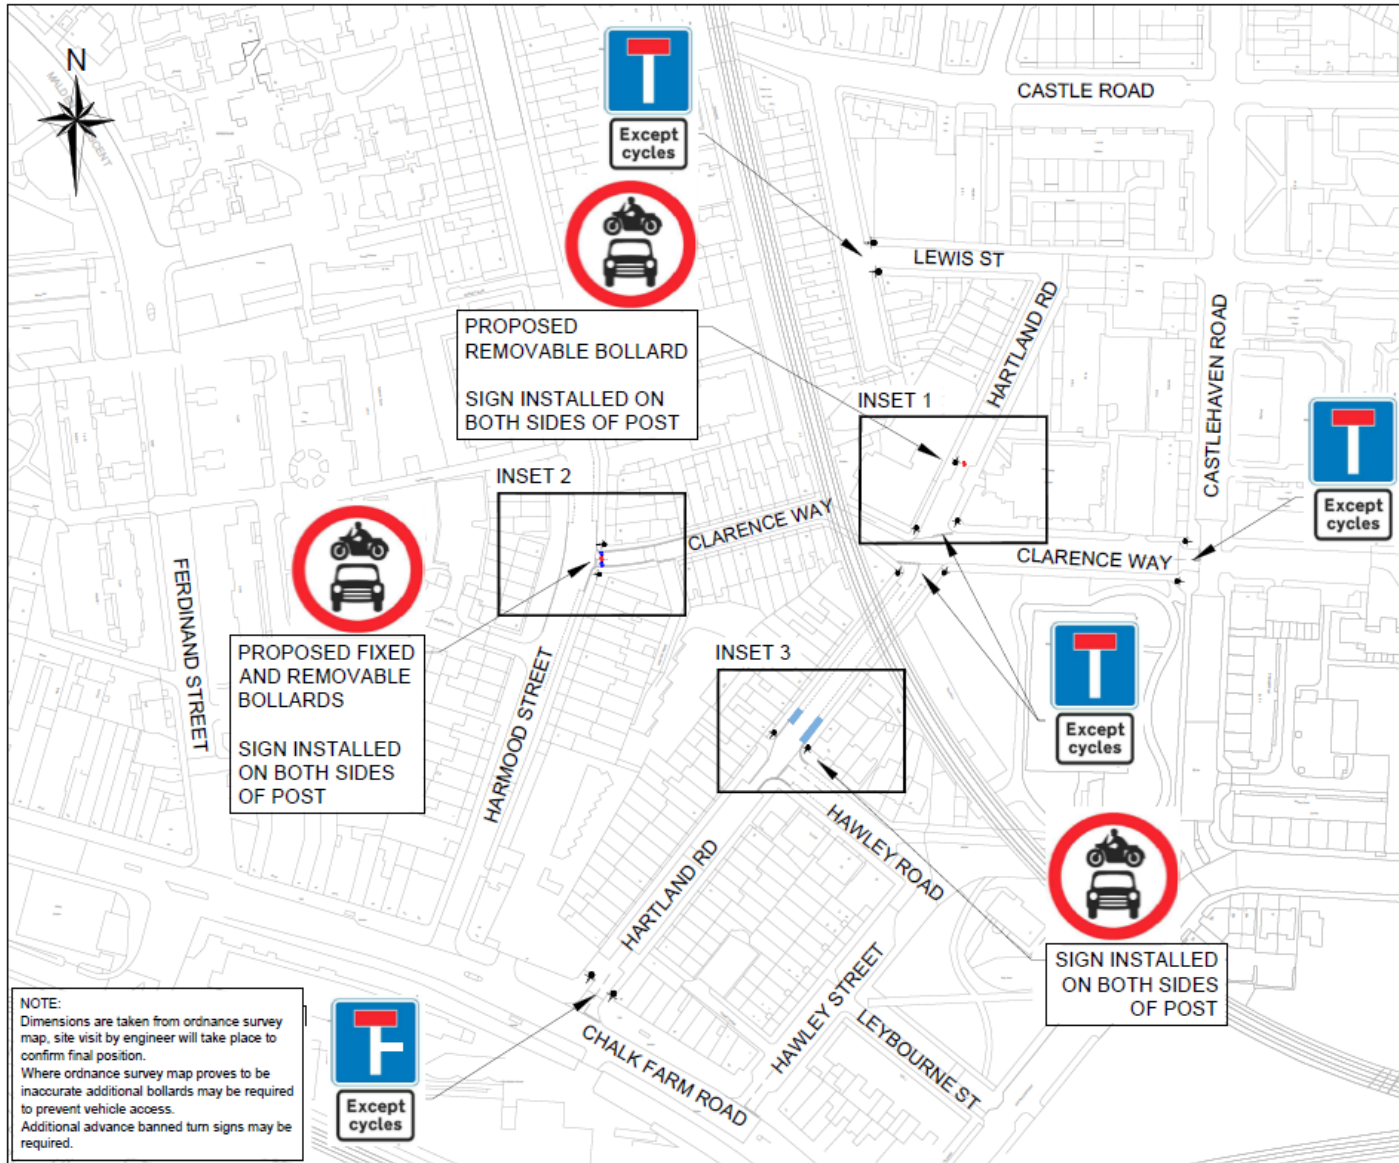 N
CASTLE ROAD
Except
cycles
LEWIS ST
HARTLAND RD
CASTLEHAVEN ROAD
PROPOSED
REMOVABLE BOLLARD
SIGN INSTALLED ON
BOTH SIDES OF POST
INSET 1
Except
cycles
INSET 2
CLARENCE WAY
CLARENCE WAY
FERDINAND STREET
PROPOSED FIXED
AND REMOVABLE
BOLLARDS
SIGN INSTALLED
ON BOTH SIDES
OF POST
HARMOOD STREET
INSET 3
Except
cycles
HAWLEY ROAD
HARTLAND RD
SIGN INSTALLED
ON BOTH SIDES
OF POST
HAWLEY STREET
LEYBOURNE ST
CHALK FARM ROAD
NOTE:
Dimensions are taken from ordnance survey
map, site visit by engineer will take place to
confirm final position.
Where ordnance survey map proves to be
inaccurate additional bollards may be required
to prevent vehicle access.
Additional advance banned turn signs may be
required.
Except
cycles